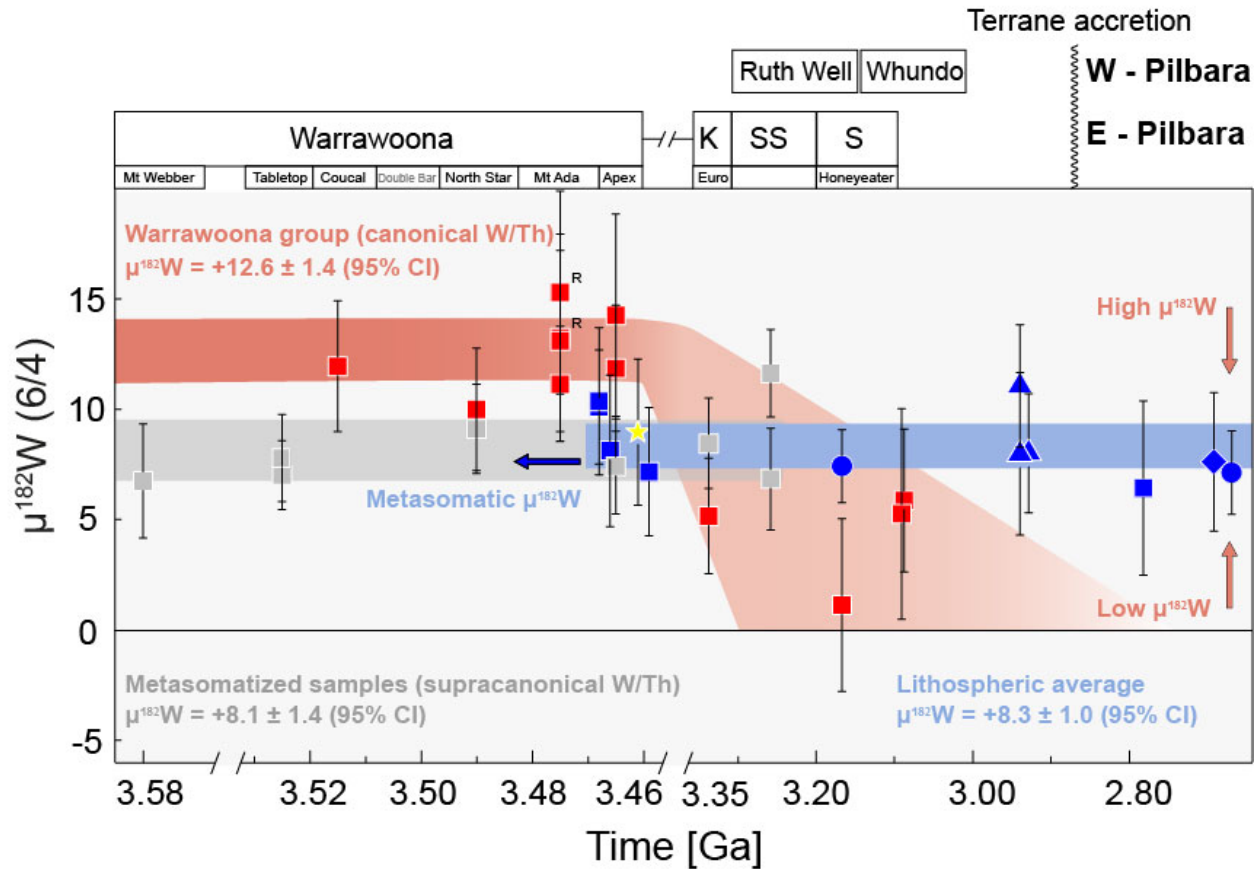 Terrane accretion
Ruth Well Whundo W - Pilbara
Warrawoona K SS S E - Pilbara
Mt Webber Tabletop Coucal Double Bar North Star Mt Ada Apex Euro Honeyeater
Warrawoona group (canonical W/Th)
μ¹⁸²W = +12.6 ± 1.4 (95% CI)
R
R
High μ¹⁸²W
Metasomatic μ¹⁸²W
Low μ¹⁸²W
Metasomatized samples (supracanonical W/Th)
μ¹⁸²W = +8.1 ± 1.4 (95% CI)
Lithospheric average
μ¹⁸²W = +8.3 ± 1.0 (95% CI)
μ¹⁸²W (6/4)
15
10
5
0
-5
3.58 3.52 3.50 3.48 3.46 3.35 3.20 3.00 2.80
Time [Ga]